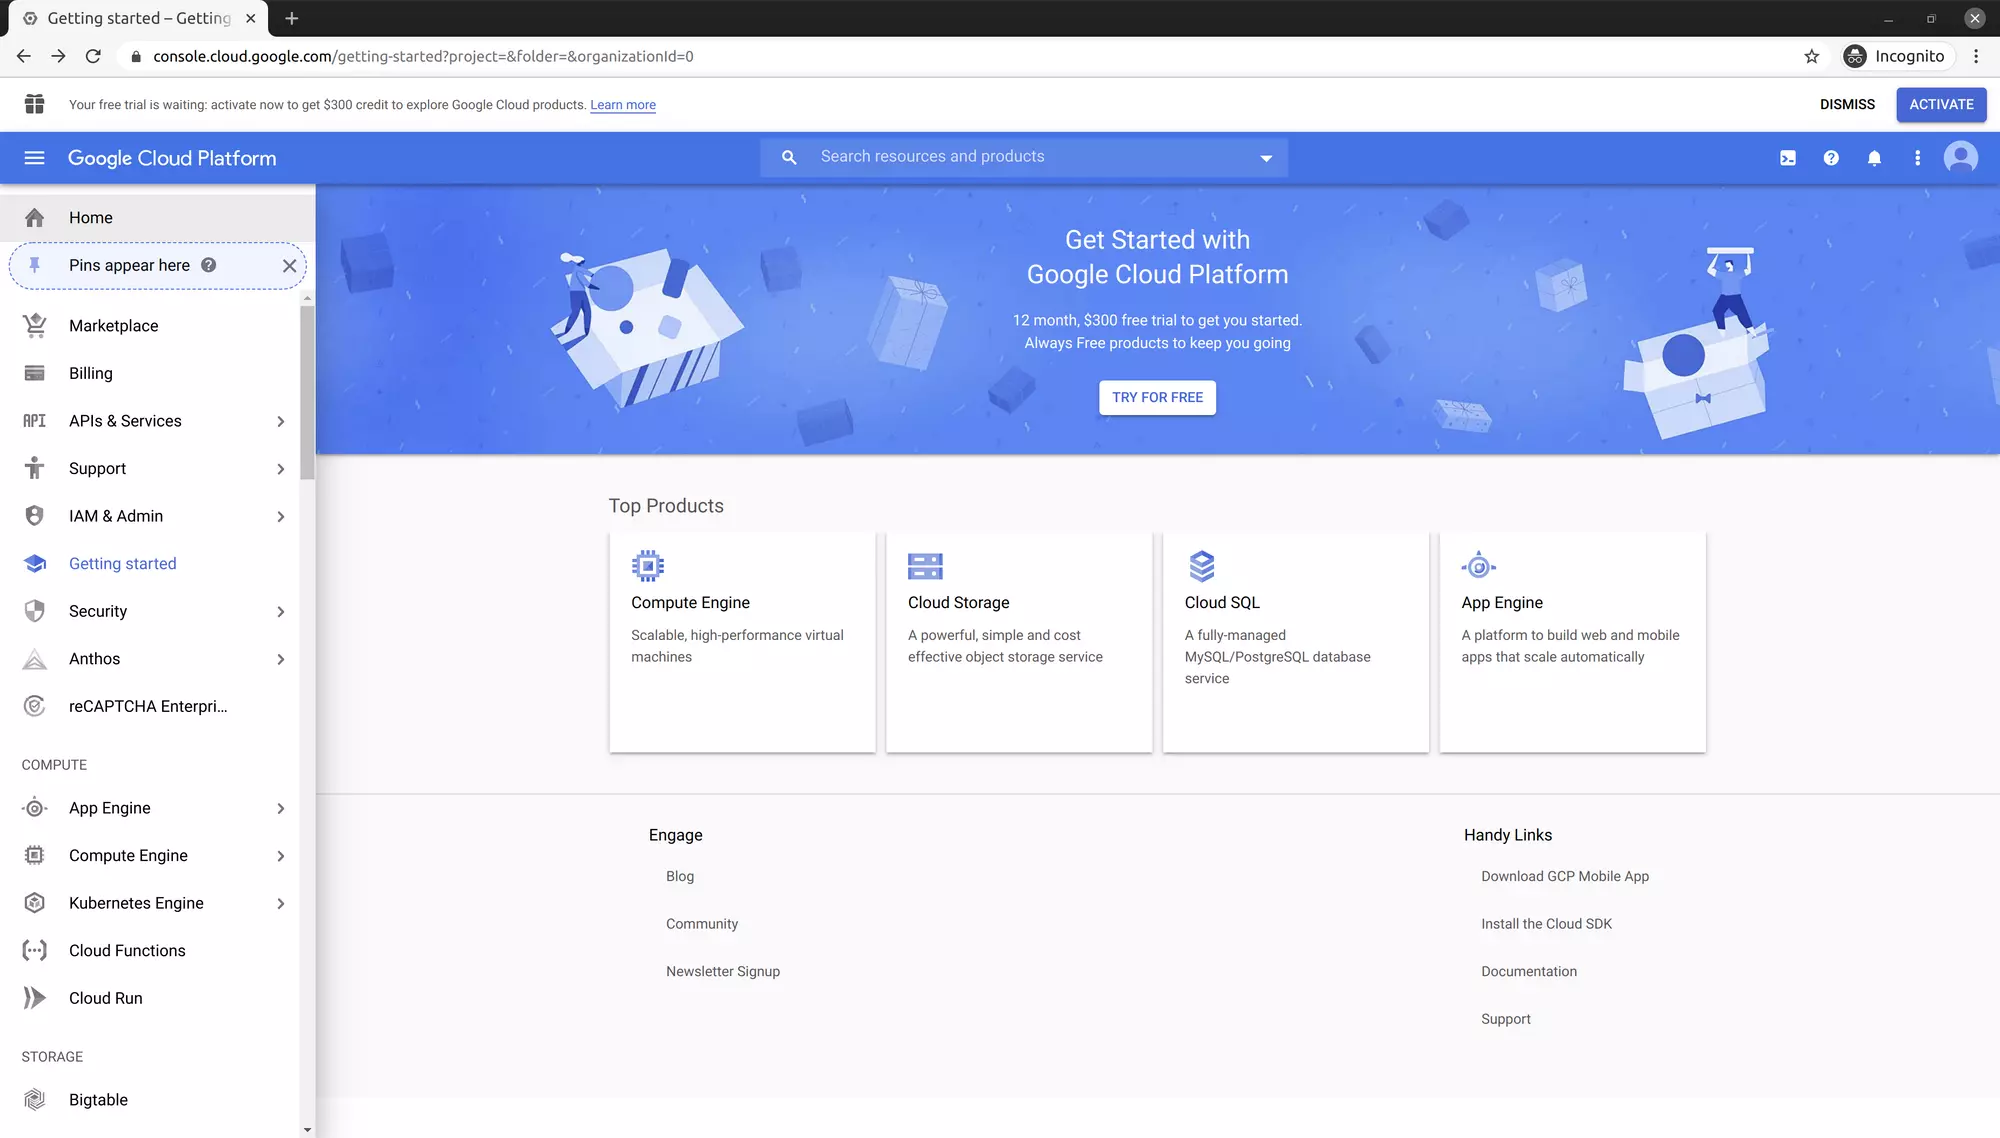 Getting started – Getting
console.cloud.google.com/getting-started?project=&folder=&organizationId=0
Incognito
Your free trial is waiting: activate now to get $300 credit to explore Google Cloud products. Learn more
DISMISS
ACTIVATE
Google Cloud Platform
Search resources and products
Home
Pins appear here
Marketplace
Billing
API APIs & Services
Support
IAM & Admin
Getting started
Security
Anthos
reCAPTCHA Enterpri...
COMPUTE
App Engine
Compute Engine
Kubernetes Engine
Cloud Functions
Cloud Run
STORAGE
Bigtable
Get Started with
Google Cloud Platform
12 month, $300 free trial to get you started.
Always Free products to keep you going
TRY FOR FREE
Top Products
Compute Engine
Scalable, high-performance virtual
machines
Cloud Storage
A powerful, simple and cost
effective object storage service
Cloud SQL
A fully-managed
MySQL/PostgreSQL database
service
App Engine
A platform to build web and mobile
apps that scale automatically
Engage
Blog
Community
Newsletter Signup
Handy Links
Download GCP Mobile App
Install the Cloud SDK
Documentation
Support